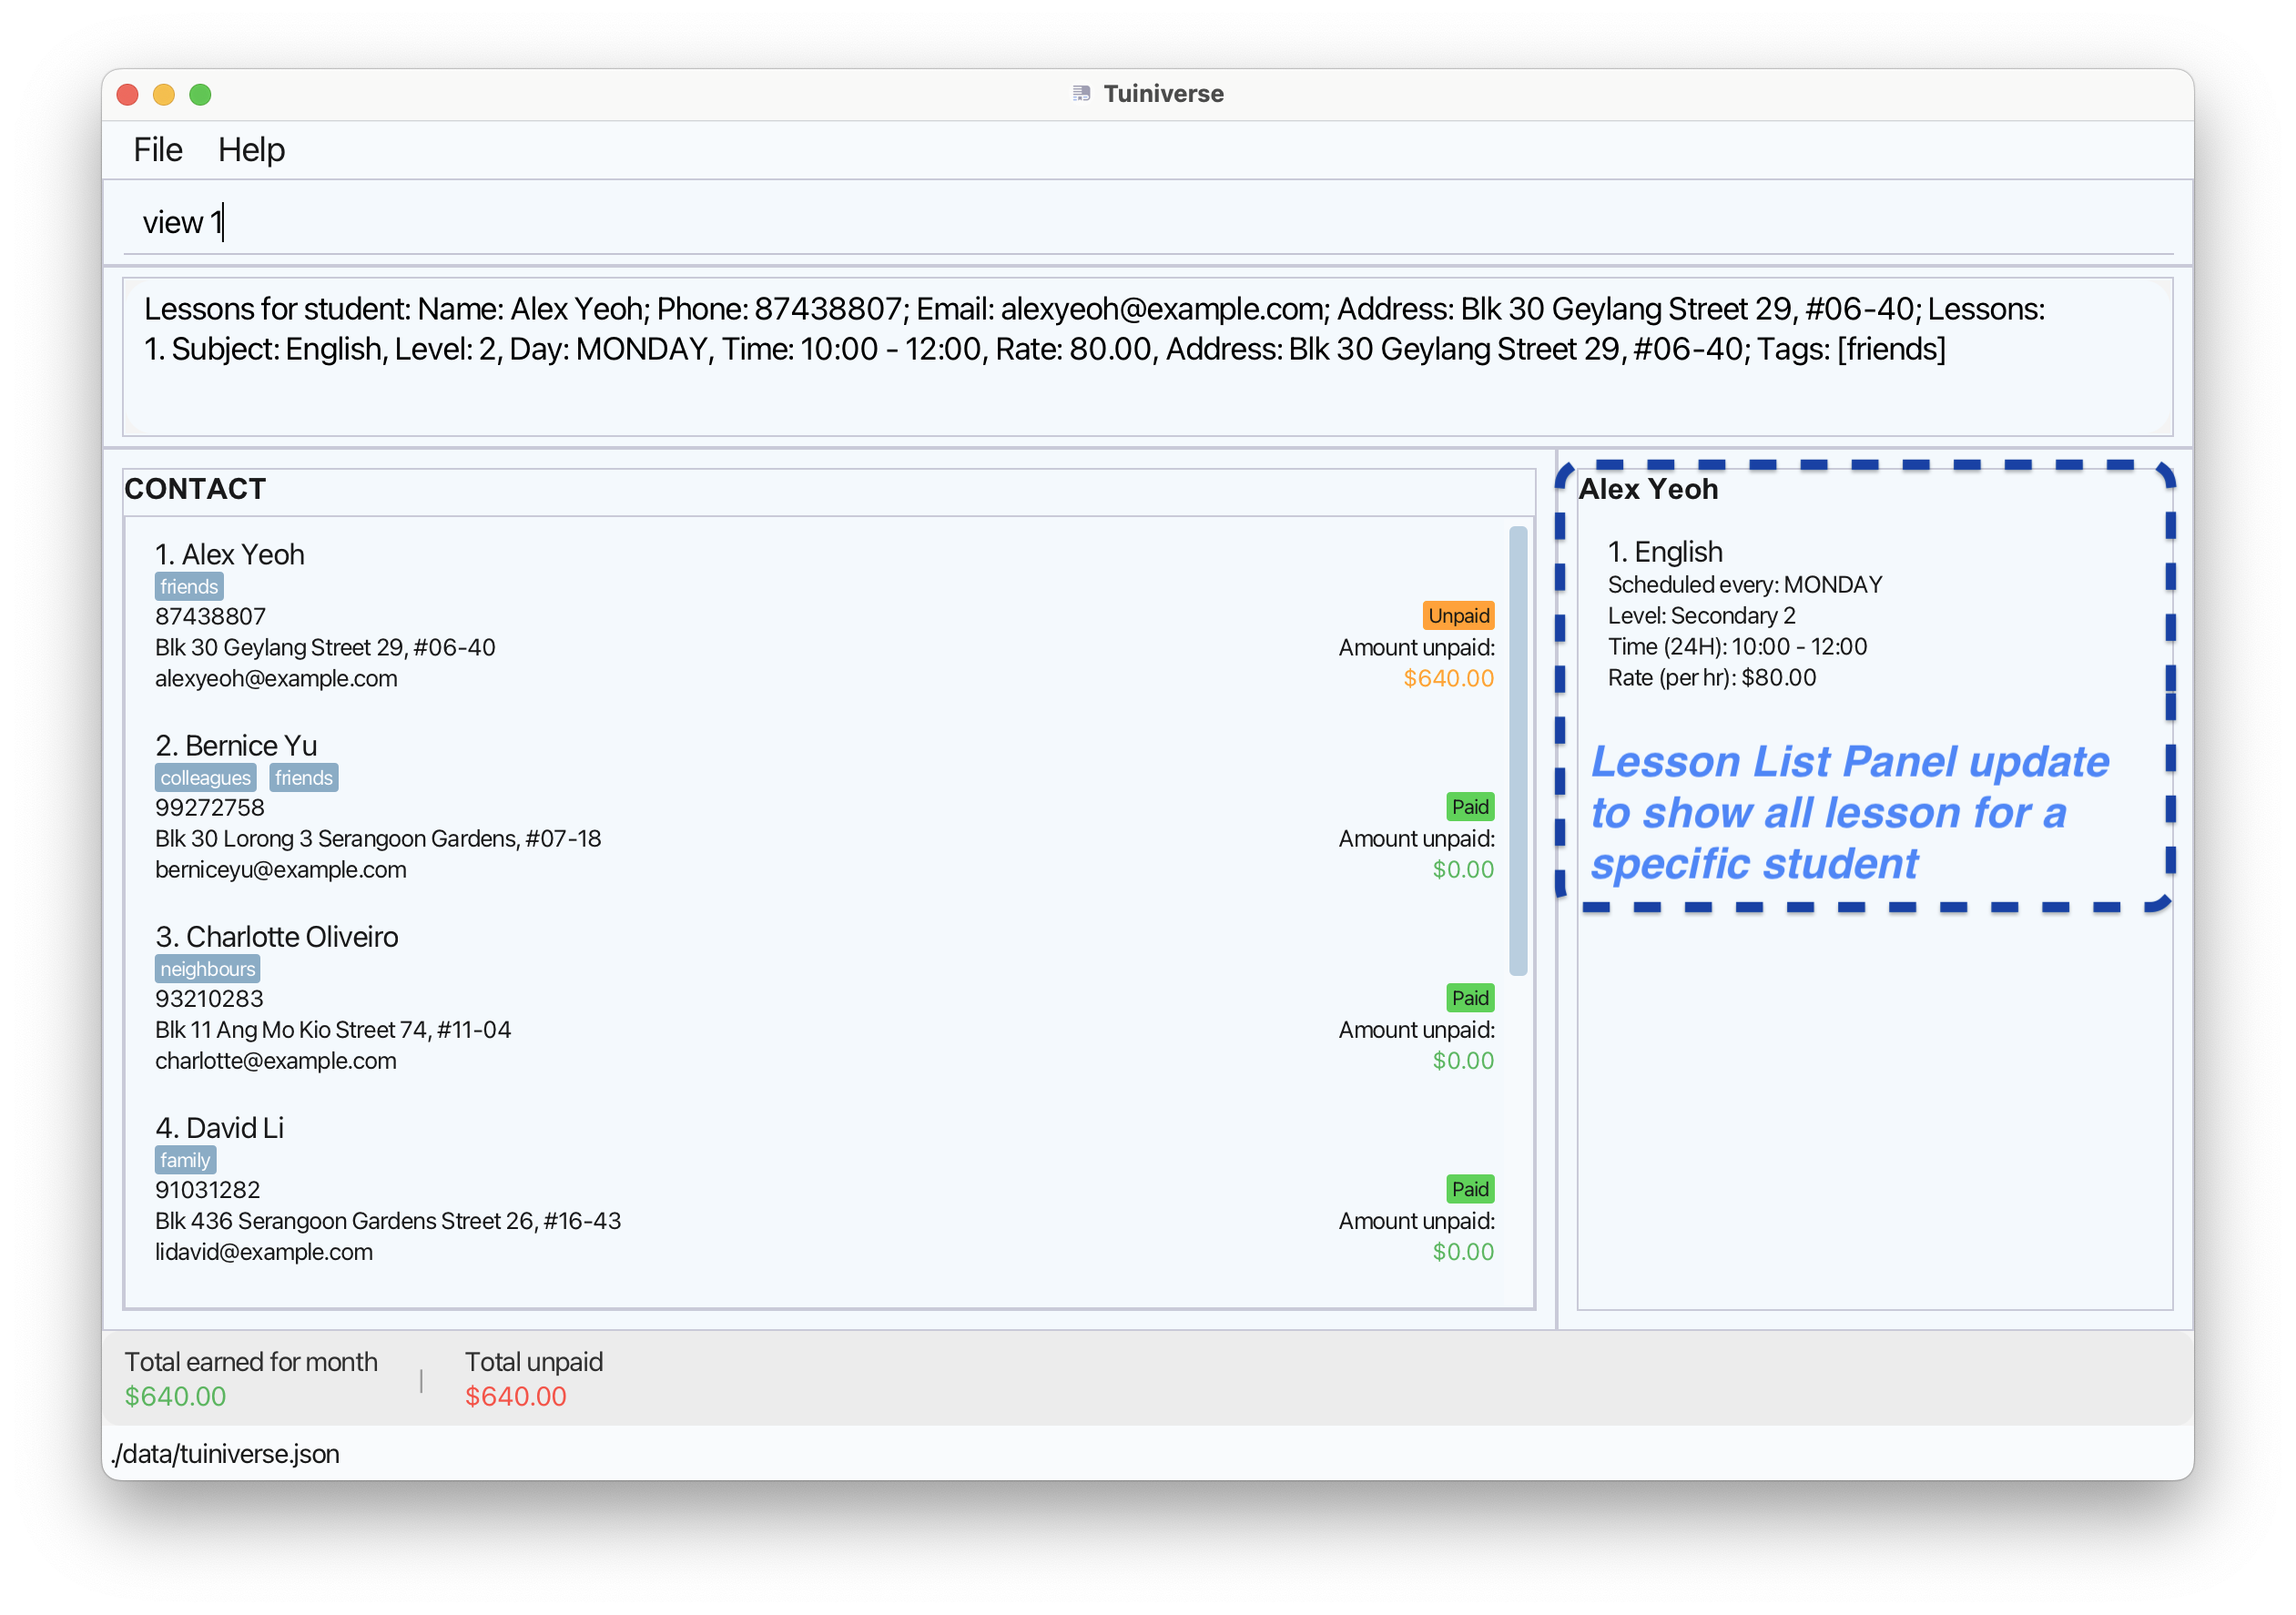 Tuiniverse
File Help
view 1
Lessons for student: Name: Alex Yeoh; Phone: 87438807; Email: alexyeoh@example.com; Address: Blk 30 Geylang Street 29, #06-40; Lessons:
1. Subject: English, Level: 2, Day: MONDAY, Time: 10:00 - 12:00, Rate: 80.00, Address: Blk 30 Geylang Street 29, #06-40; Tags: [friends]
CONTACT
1. Alex Yeoh
friends
87438807
Unpaid
Blk 30 Geylang Street 29, #06-40
Amount unpaid:
alexyeoh@example.com
$640.00
2. Bernice Yu
colleagues friends
99272758
Paid
Blk 30 Lorong 3 Serangoon Gardens, #07-18
Amount unpaid:
berniceyu@example.com
$0.00
3. Charlotte Oliveiro
neighbours
93210283
Paid
Blk 11 Ang Mo Kio Street 74, #11-04
Amount unpaid:
charlotte@example.com
$0.00
4. David Li
family
91031282
Paid
Blk 436 Serangoon Gardens Street 26, #16-43
Amount unpaid:
lidavid@example.com
$0.00
Alex Yeoh
1. English
Scheduled every: MONDAY
Level: Secondary 2
Time (24H): 10:00 - 12:00
Rate (per hr): $80.00
Lesson List Panel update
to show all lesson for a
specific student
Total earned for month
$640.00
Total unpaid
$640.00
./data/tuiniverse.json